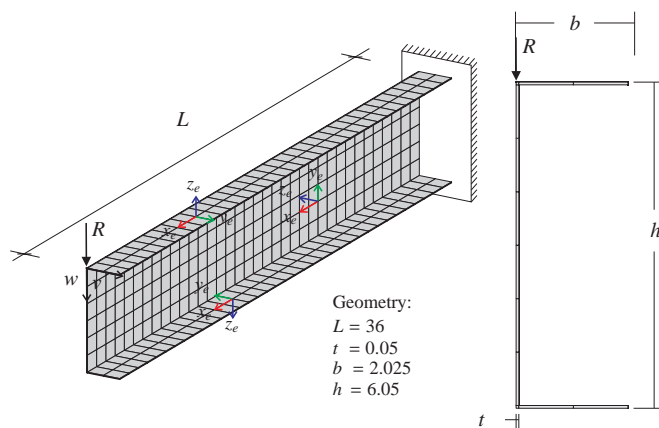 L
R
w
v
z_e
x_e
y_e
y_e
z_e
x_e
y_e
x_e
z_e
Geometry:
L = 36
t = 0.05
b = 2.025
h = 6.05
R
b
h
t